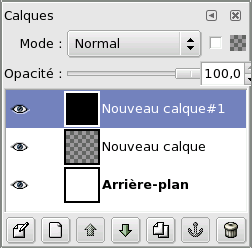 Calques
Mode : Normal
Opacité : 100,0
Nouveau calque#1
Nouveau calque
Arrière-plan